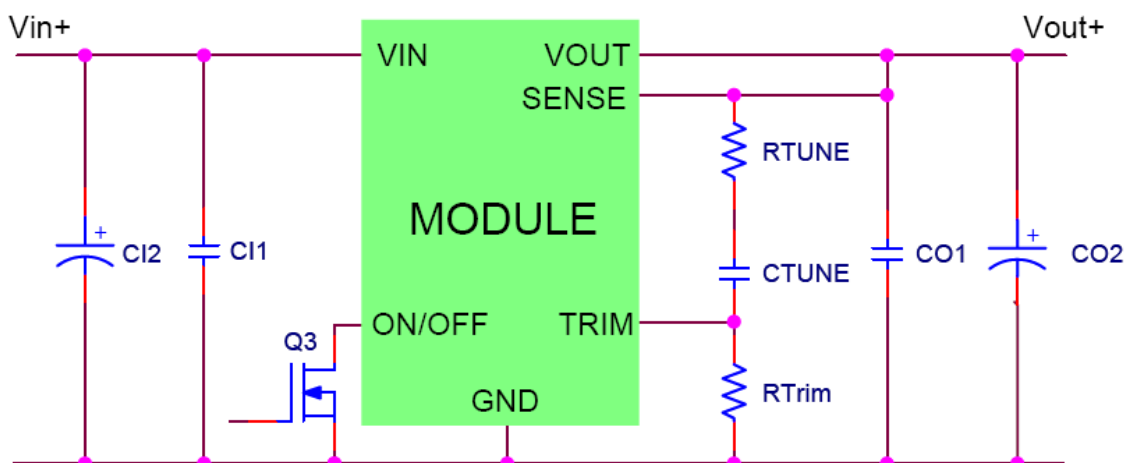 Vin+
Vout+
VIN
VOUT
SENSE
RTUNE
MODULE
+
CI2
CI1
CTUNE
CO1
+
CO2
ON/OFF
TRIM
Q3
RTrim
GND